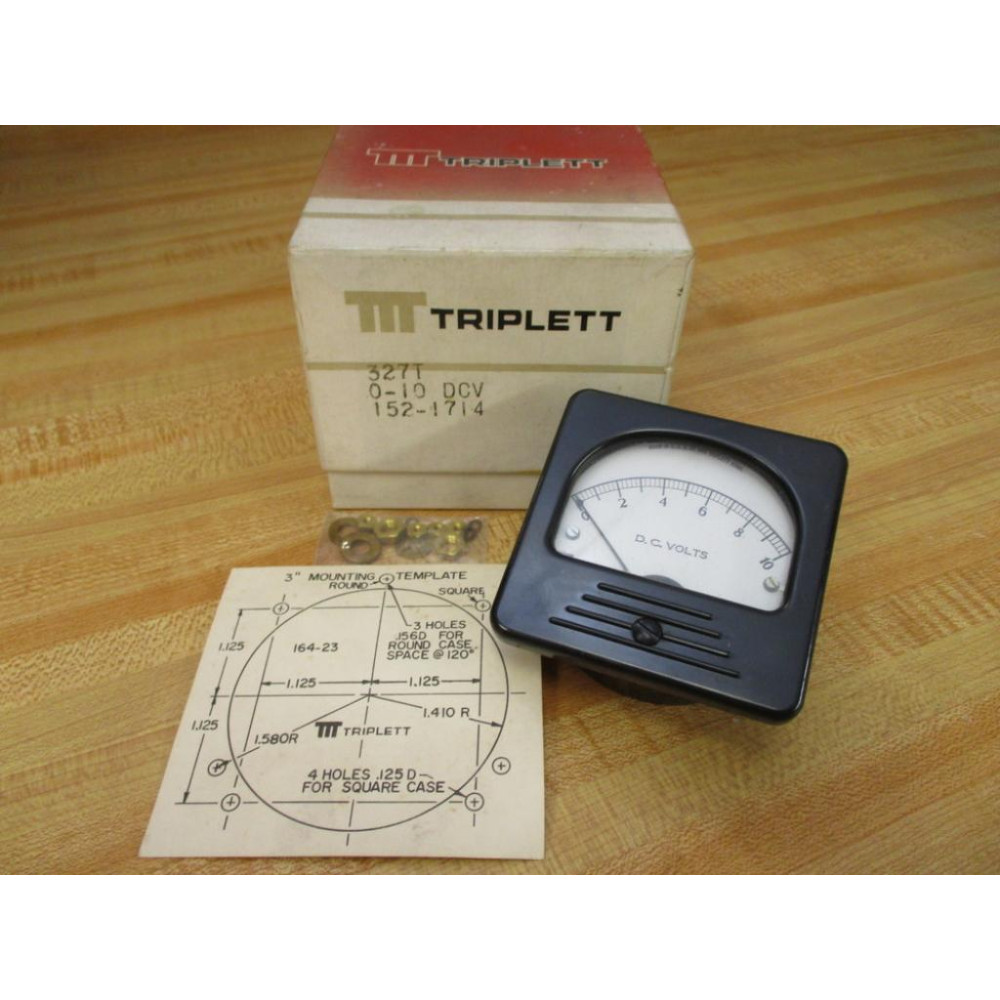 TRIPLETT
TRIPLETT
327T
0-10 DCV
152-1714
0 2 4 6 8 10
D.C. VOLTS
3" MOUNTING TEMPLATE
ROUND
SQUARE
3 HOLES
.156D FOR
ROUND CASE
SPACE @ 120°
164-23
1.125
1.125
1.125
1.125
1.410 R
1.580R
TRIPLETT
4 HOLES .125 D
FOR SQUARE CASE